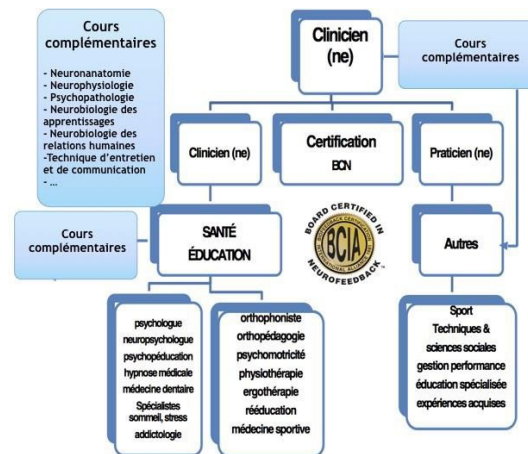 Cours
complémentaires
- Neuronanatomie
- Neurophysiologie
- Psychopathologie
- Neurobiologie des
apprentissages
- Neurobiologie des
relations humaines
-Technique d'entretien
et de communication
- ...
Clinicien
(ne)
Cours
complémentaires
Clinicien (ne)
Certification
BCN
Praticien (ne)
Cours
complémentaires
SANTÉ
ÉDUCATION
BOARD CERTIFIED IN
BCIA
NEUROFEEDBACK
Autres
psychologue
neuropsychologue
psychopéducation
hypnose médicale
médecine dentaire
Spécialistes
sommeil, stress
addictologie
orthophoniste
orthopédagogie
psychomotricité
physiothérapie
ergothérapie
rééducation
médecine sportive
Sport
Techniques &
sciences sociales
gestion performance
éducation spécialisée
expériences acquises